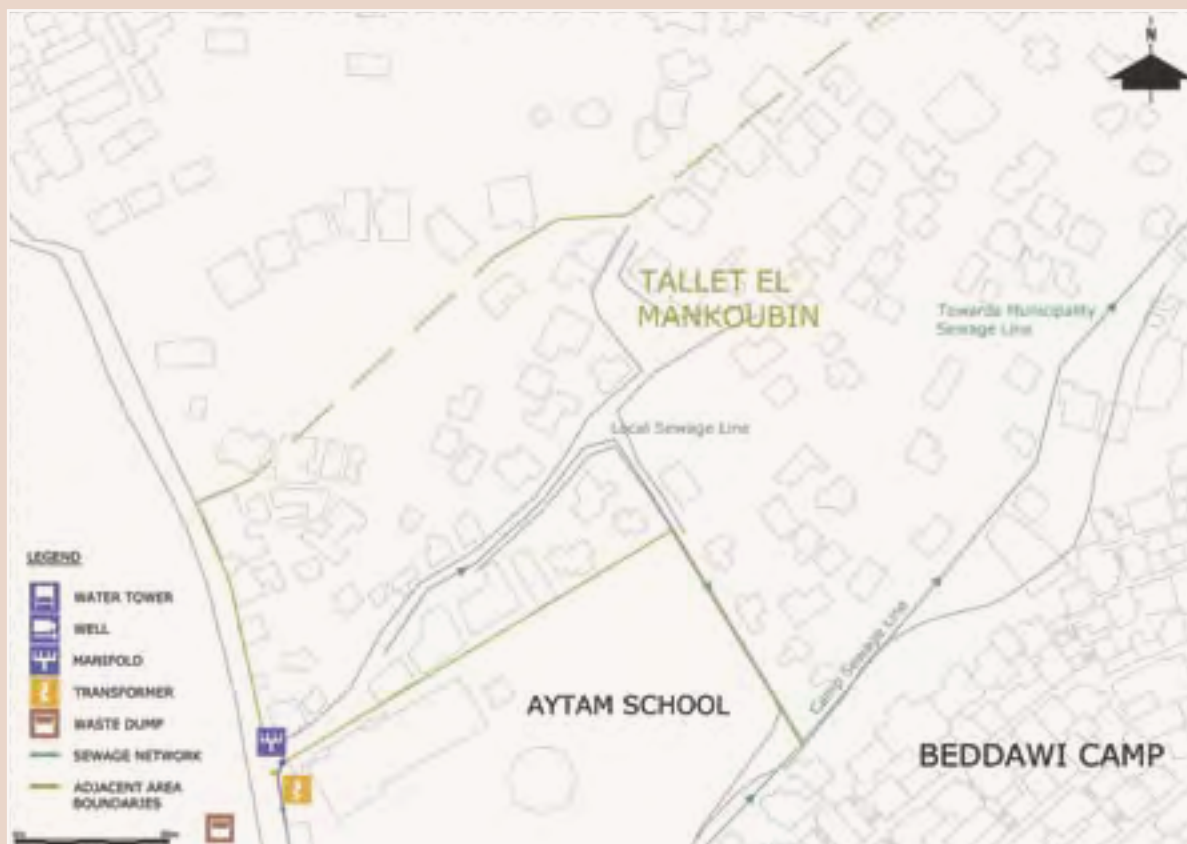 N
TALLET EL
MANKOUBIN
Towards Municipality
Sewage Line
Local Sewage Line
Camp Sewage Line
AYTAM SCHOOL
BEDDAWI CAMP
LEGEND
WATER TOWER
WELL
MANIFOLD
TRANSFORMER
WASTE DUMP
SEWAGE NETWORK
ADJACENT AREA
BOUNDARIES